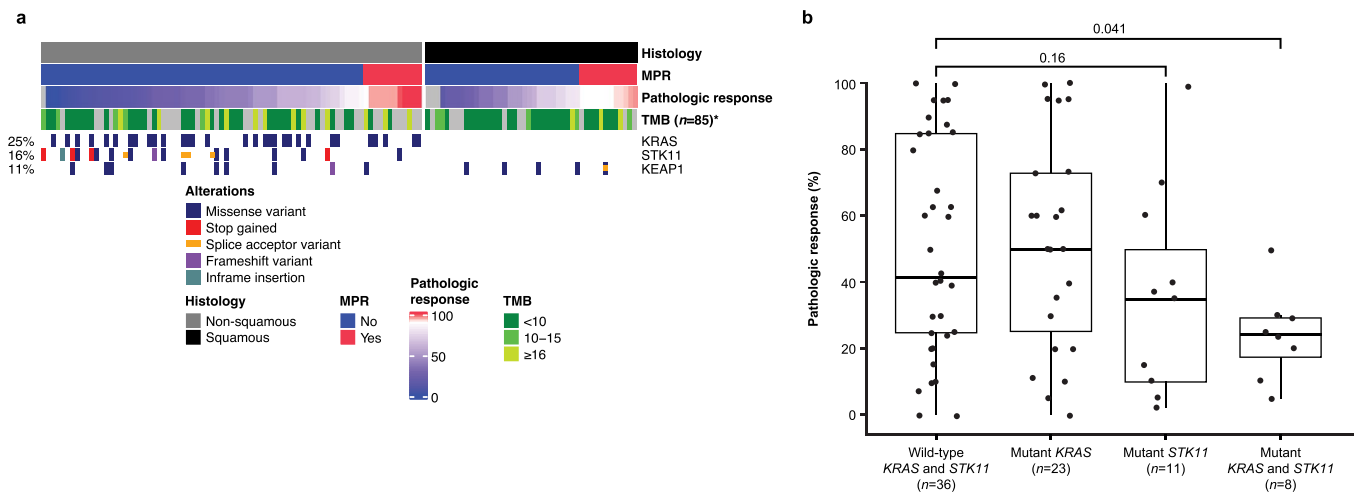 a
Histology
MPR
Pathologic response
TMB (n=85)*
25% KRAS
16% STK11
11% KEAP1
Alterations
Missense variant
Stop gained
Splice acceptor variant
Frameshift variant
Inframe insertion
Histology
Non-squamous
Squamous
MPR
No
Yes
Pathologic
response
100
50
0
TMB
<10
10–15
≥16
b
0.041
0.16
Pathologic response (%)
100
80
60
40
20
0
Wild-type
KRAS and STK11
(n=36)
Mutant KRAS
(n=23)
Mutant STK11
(n=11)
Mutant
KRAS and STK11
(n=8)